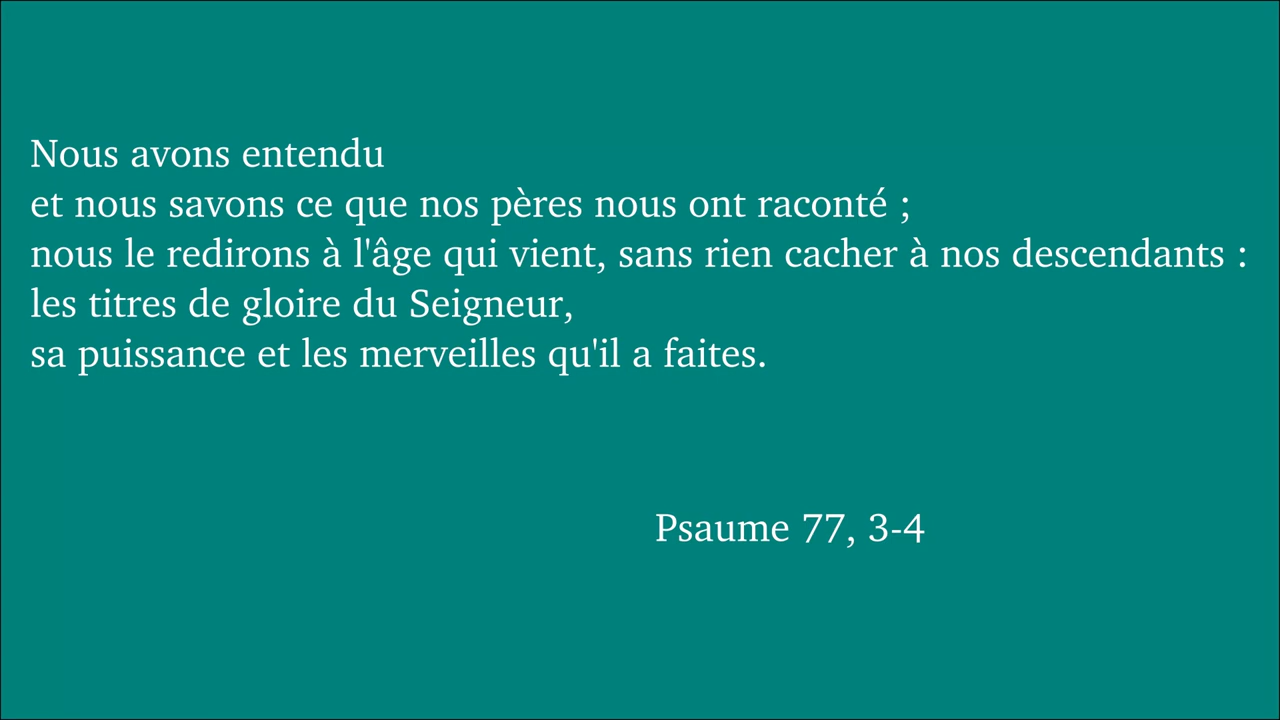 Nous avons entendu
et nous savons ce que nos pères nous ont raconté ;
nous le redirons à l'âge qui vient, sans rien cacher à nos descendants :
les titres de gloire du Seigneur,
sa puissance et les merveilles qu'il a faites.
Psaume 77, 3-4